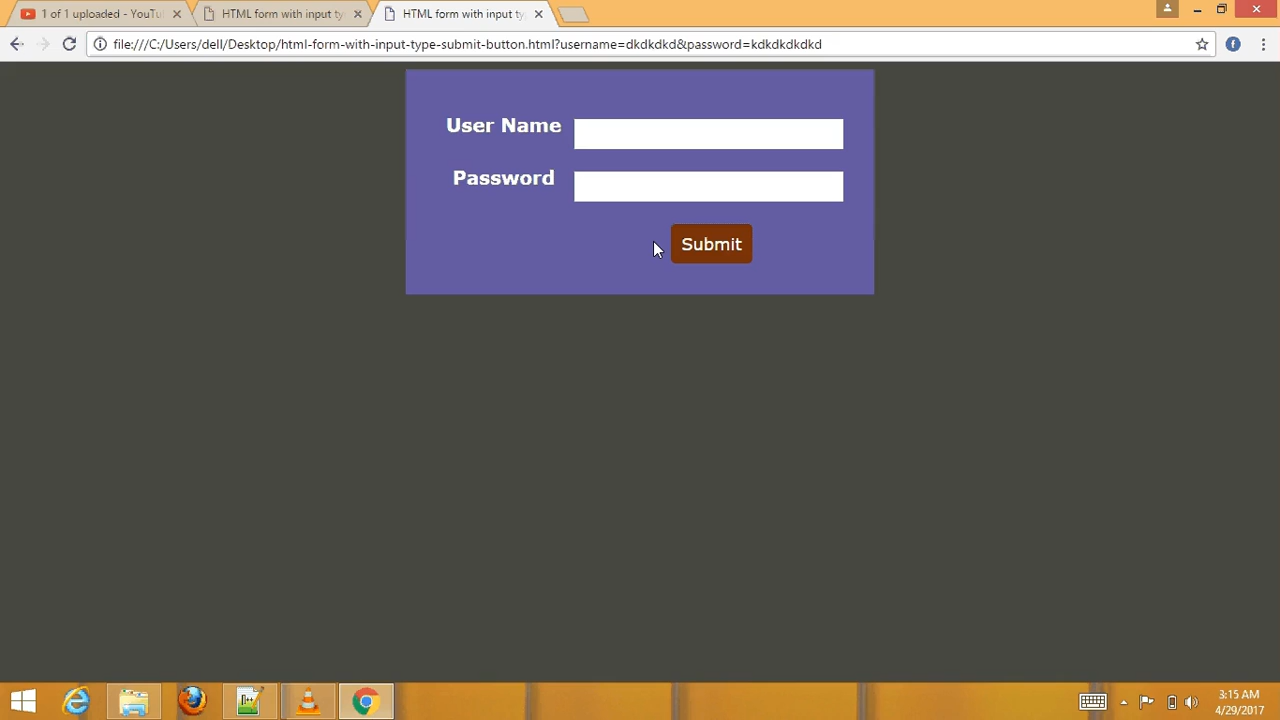 1 of 1 uploaded - YouTu
HTML form with input ty
HTML form with input ty
file:///C:/Users/dell/Desktop/html-form-with-input-type-submit-button.html?username=dkdkdkd&password=kdkdkdkdkd
User Name
Password
Submit
3:15 AM
4/29/2017